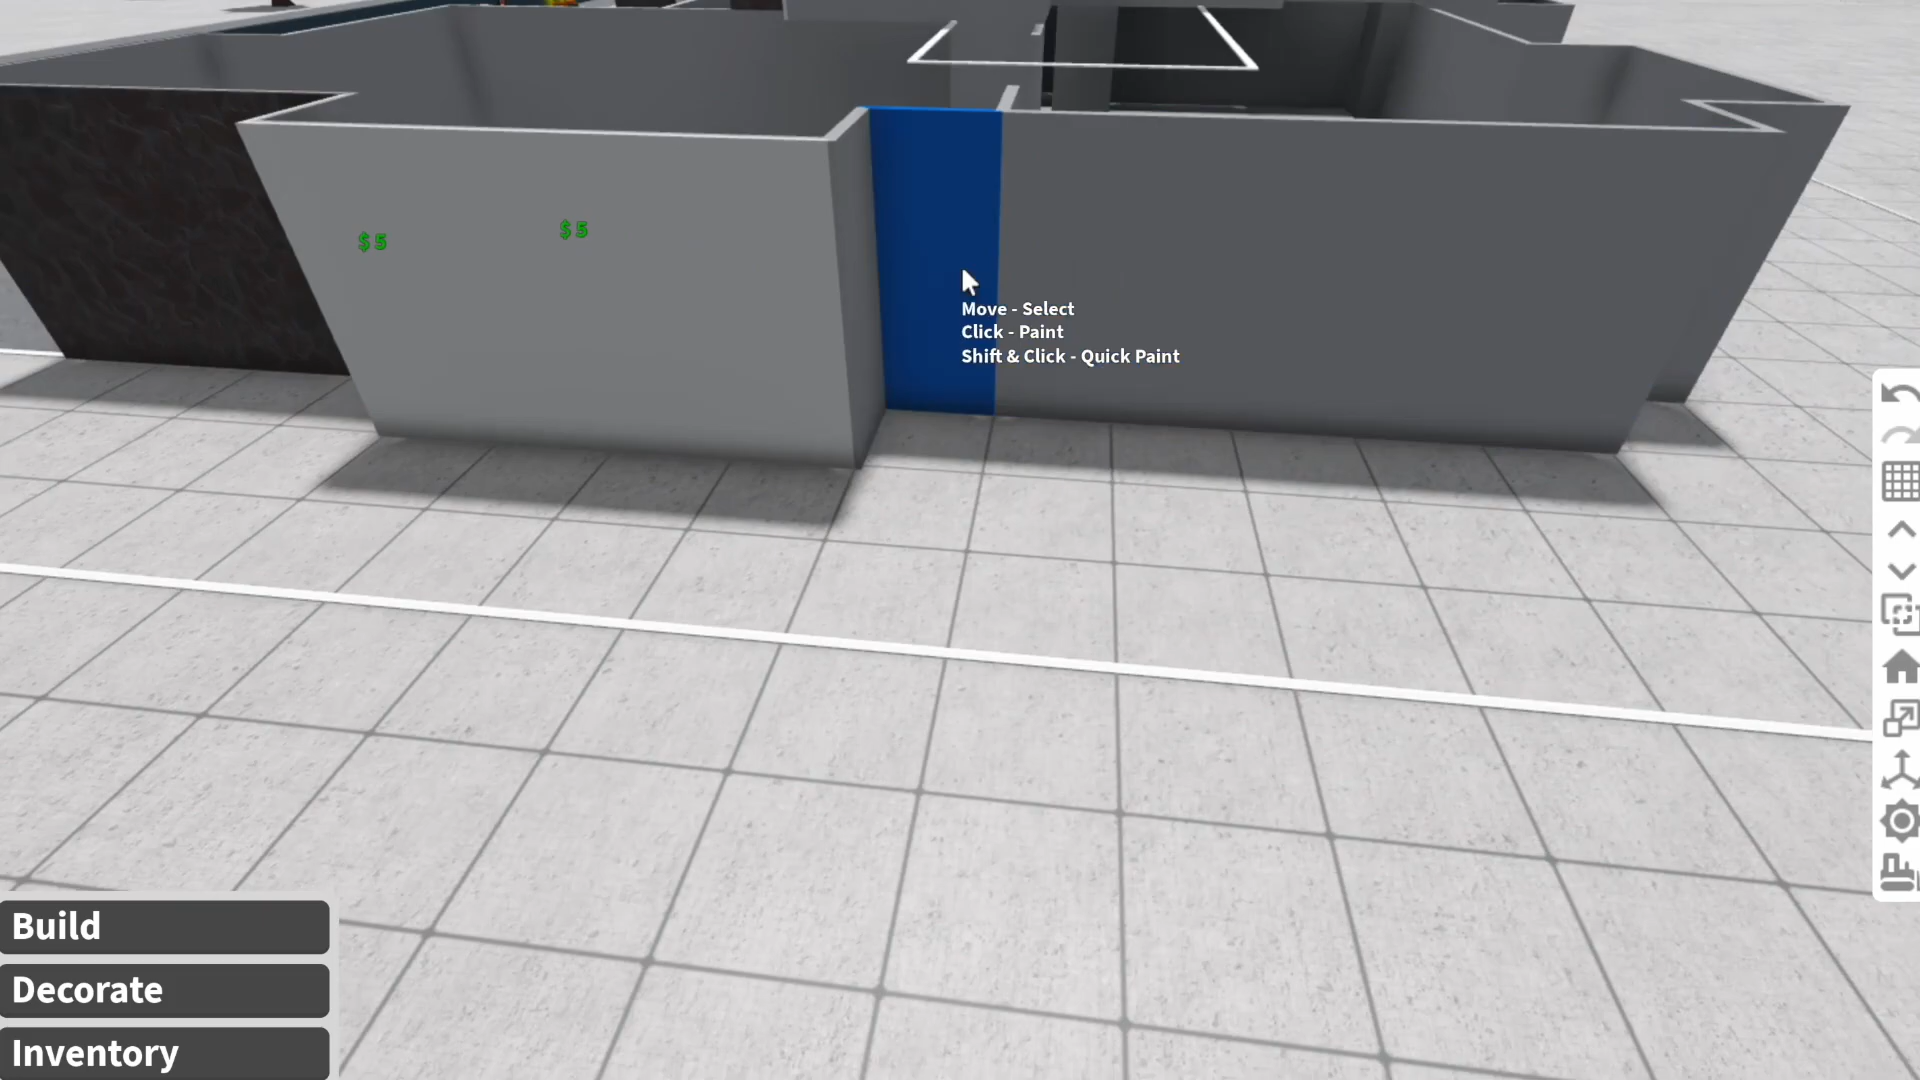 $ 5
$ 5
Move - Select
Click - Paint
Shift & Click - Quick Paint
Build
Decorate
Inventory